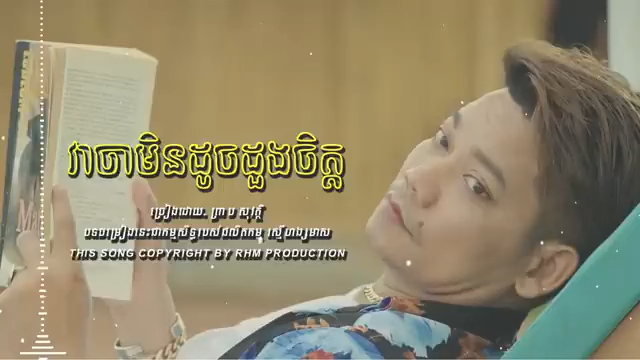 វាចាមិនដូចដួងចិត្ត
ច្រៀងដោយ. ព្រាប សុវត្ថិ
បទចម្រៀងនេះជាកម្មសិទ្ធរបស់ផលិតកម្ម រស្មីហង្សមាស
THIS SONG COPYRIGHT BY RHM PRODUCTION